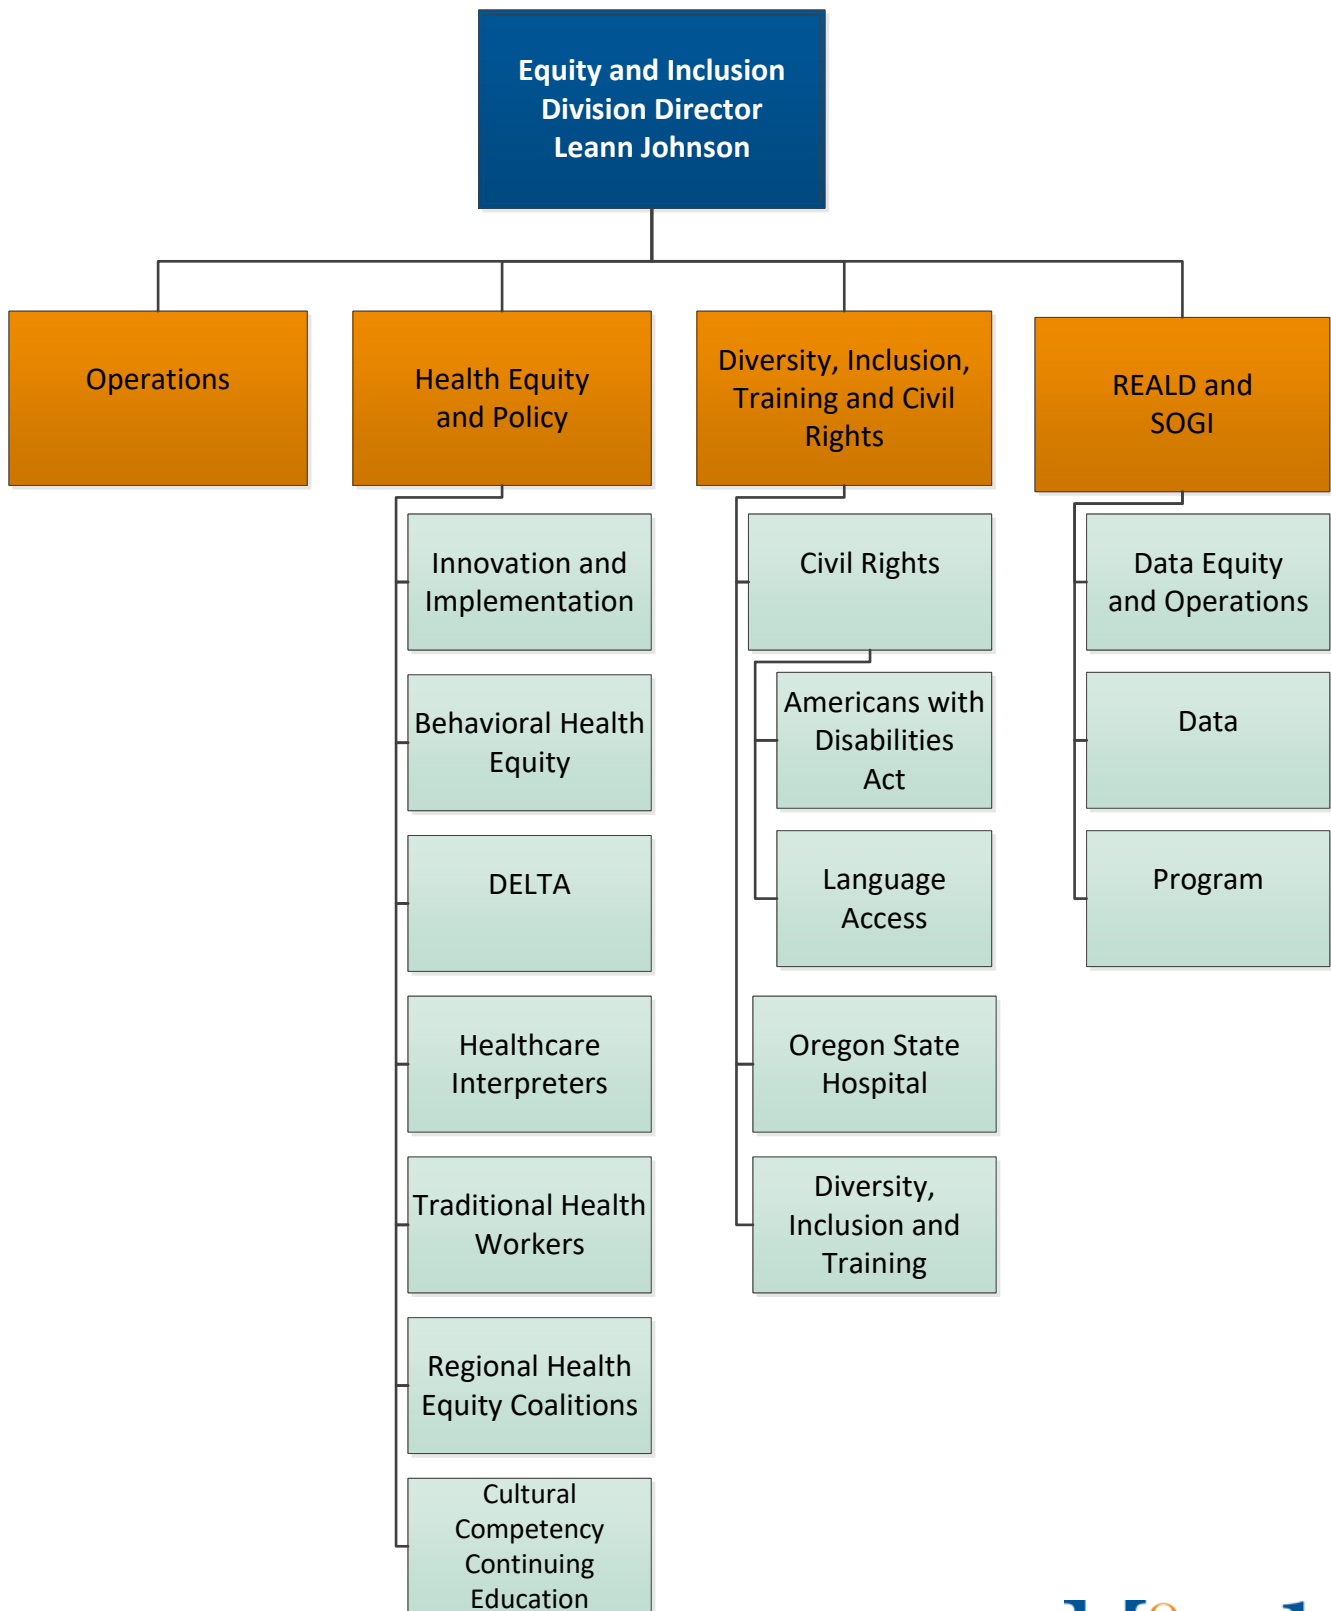 Equity and Inclusion
Division Director
Leann Johnson
Operations
Health Equity
and Policy
Diversity, Inclusion,
Training and Civil
Rights
REALD and
SOGI
Innovation and
Implementation
Behavioral Health
Equity
DELTA
Healthcare
Interpreters
Traditional Health
Workers
Regional Health
Equity Coalitions
Cultural
Competency
Continuing
Education
Civil Rights
Americans with
Disabilities
Act
Language
Access
Oregon State
Hospital
Diversity,
Inclusion and
Training
Data Equity
and Operations
Data
Program